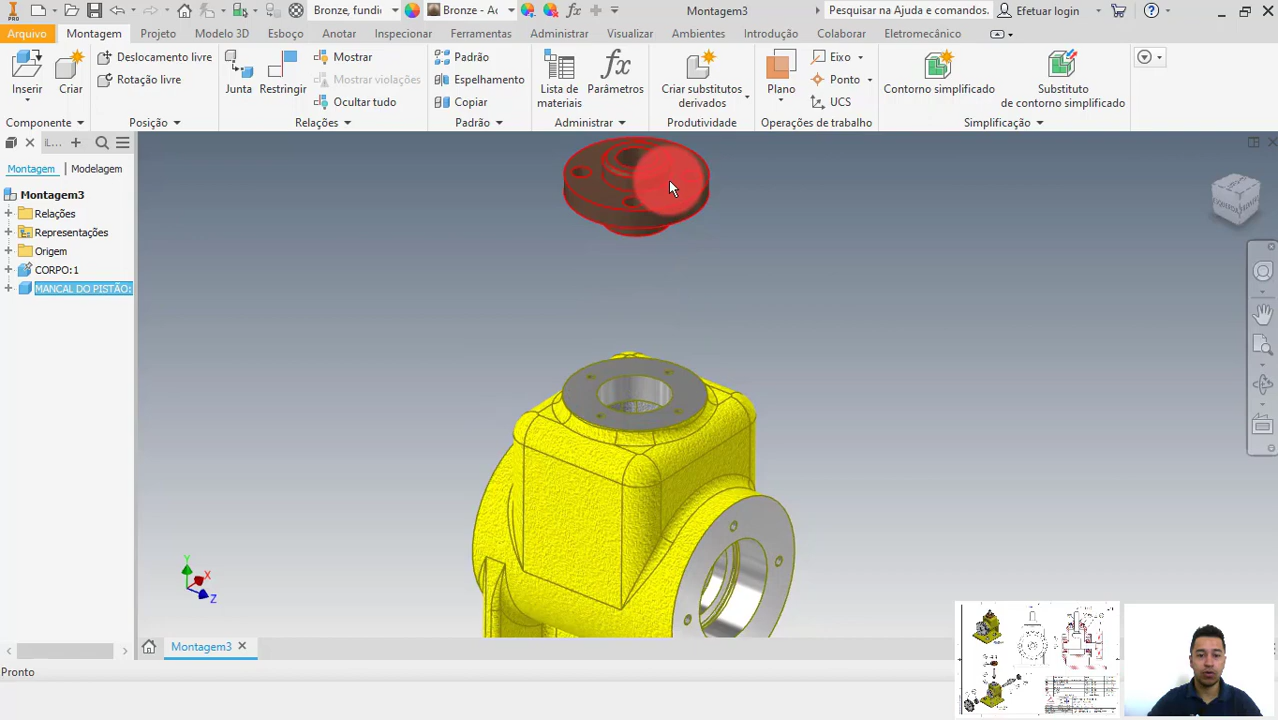 Bronze, fundi
Bronze - Ac
Montagem3
Pesquisar na Ajuda e comandos.
Efetuar login
Arquivo
Montagem
Projeto
Modelo 3D
Esboço
Anotar
Inspecionar
Ferramentas
Administrar
Visualizar
Ambientes
Introdução
Colaborar
Eletromecânico
Inserir
Criar
Deslocamento livre
Rotação livre
Junta
Restringir
Mostrar
Mostrar violações
Ocultar tudo
Padrão
Espelhamento
Copiar
Lista de
materiais
fx
Parâmetros
Criar substitutos
derivados
Plano
Eixo
Ponto
UCS
Contorno simplificado
Substituto
de contorno simplificado
Componente
Posição
Relações
Padrão
Administrar
Produtividade
Operações de trabalho
Simplificação
iL...
Montagem
Modelagem
Montagem3
Relações
Representações
Origem
CORPO:1
MANCAL DO PISTÃO:
Y
X
Z
Montagem3
Pronto